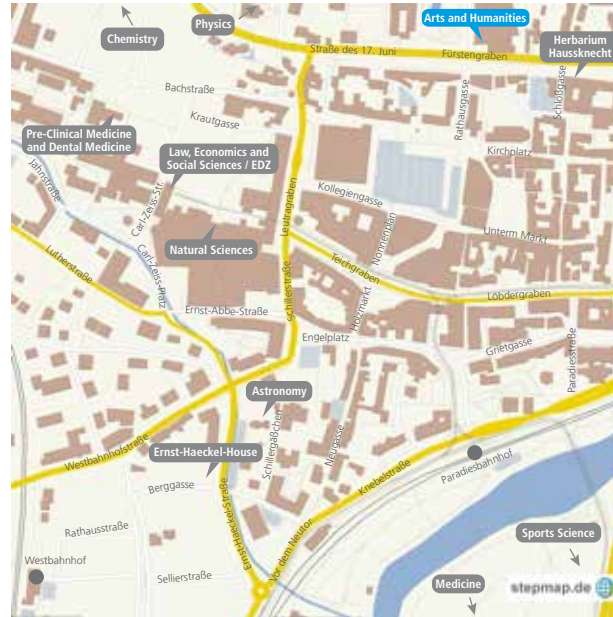 Arts and Humanities
Physics
Chemistry
Straße des 17. Juni
Fürstengraben
Herbarium
Haussknecht
Bachstraße
Krautgasse
Rathausgasse
Schloßgasse
Pre-Clinical Medicine
and Dental Medicine
Law, Economics and
Social Sciences / EDZ
Kirchplatz
Jahnstraße
Carl-Zeiss-Str.
Kollegiengasse
Leutragraben
Nonnenplan
Unterm Markt
Natural Sciences
Lutherstraße
Carl-Zeiss-Platz
Teichgraben
Holzmarkt
Löbdergraben
Ernst-Abbe-Straße
Schillerstraße
Engelplatz
Grietgasse
Paradiesstraße
Astronomy
Schillergäßchen
Neugasse
Westbahnhofstraße
Ernst-Haeckel-House
Knebelstraße
Paradiesbahnhof
Berggasse
Ernst-Haeckel-Straße
Rathausstraße
Vor dem Neutor
Sports Science
Westbahnhof
Sellierstraße
Medicine
stepmap.de